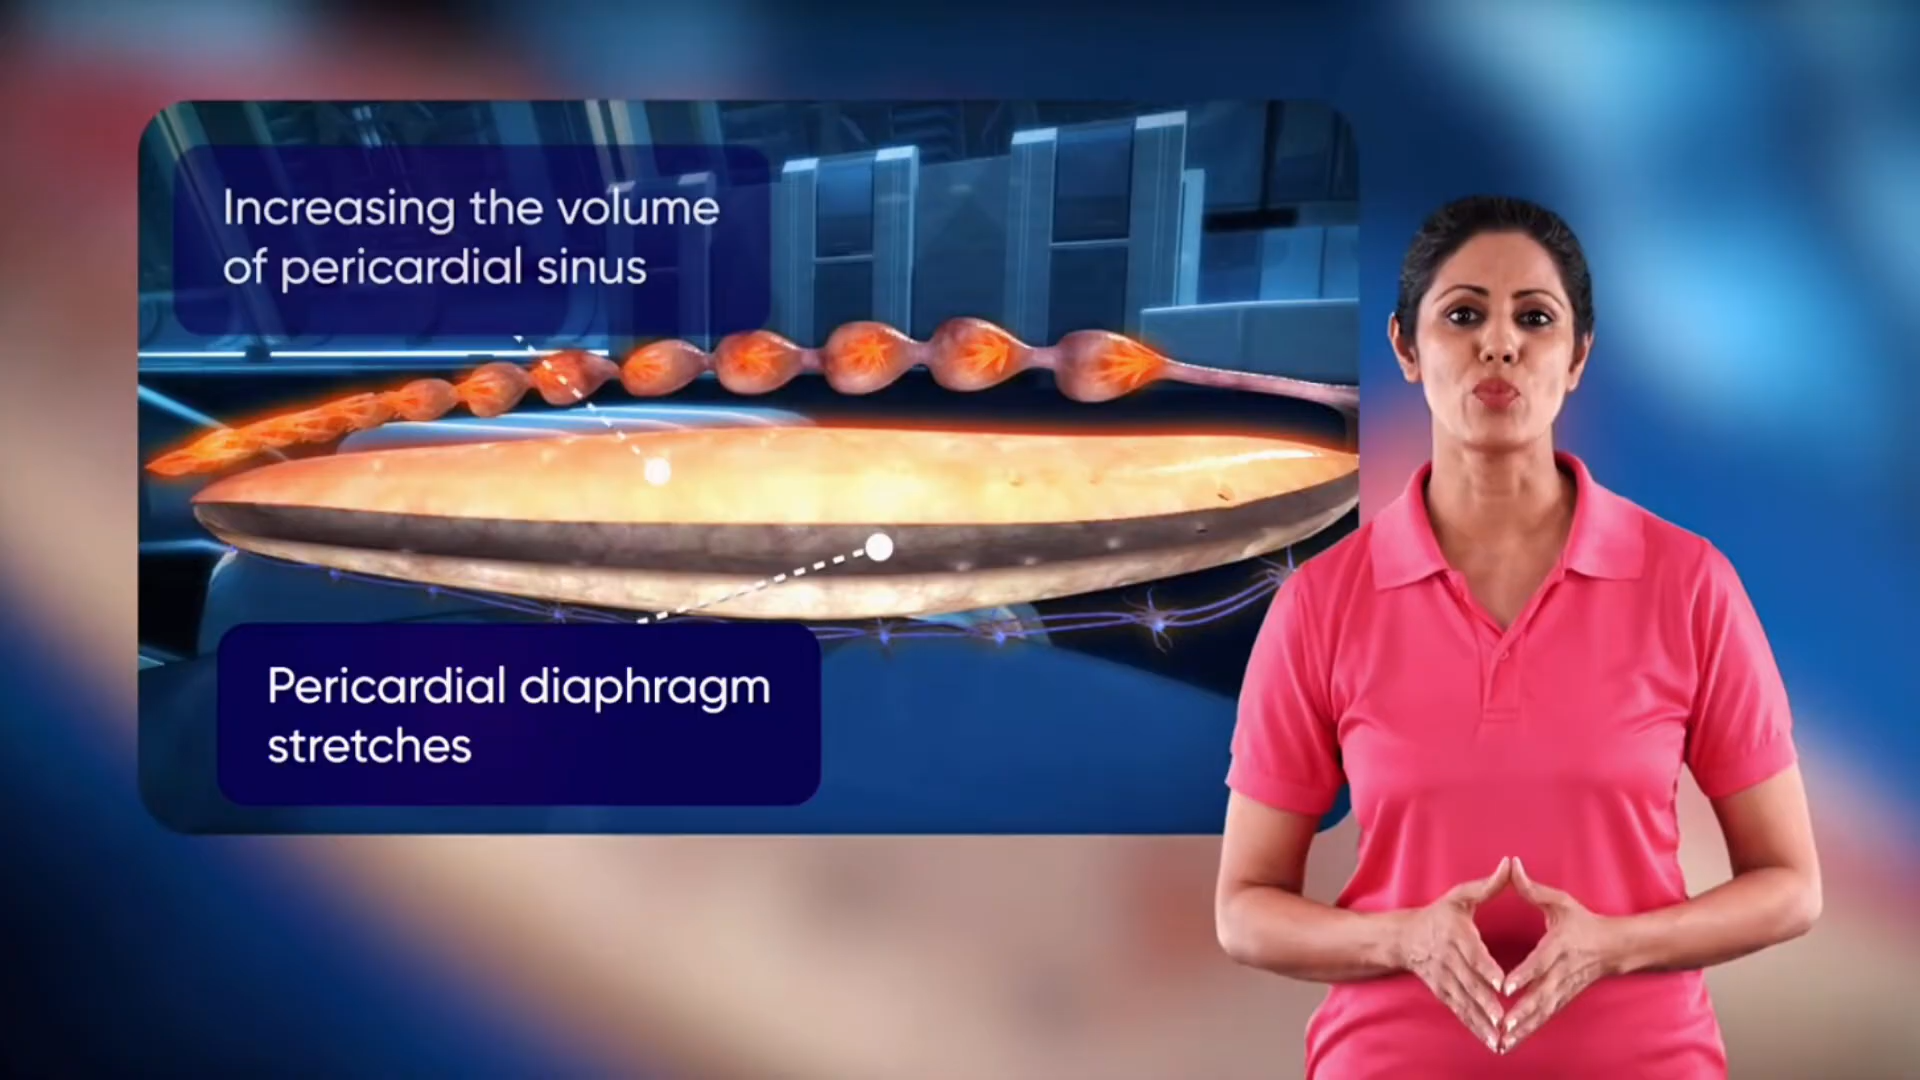 Increasing the volume
of pericardial sinus
Pericardial diaphragm
stretches